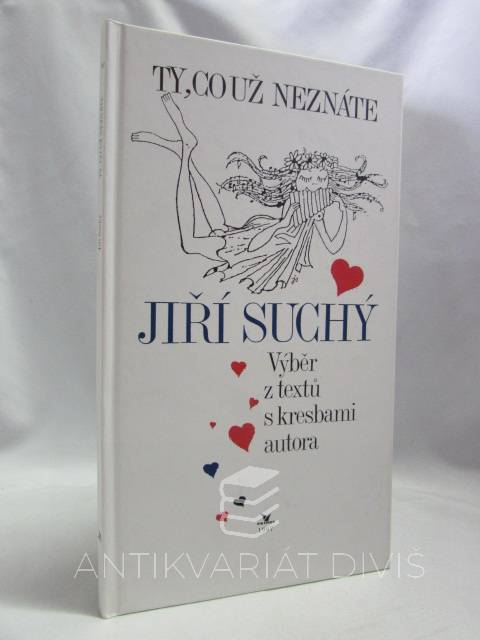 TY, CO UŽ NEZNÁTE
JIŘÍ SUCHÝ
Výběr
z textů
s kresbami
autora
ANTIKVARIÁT DIVIŠ